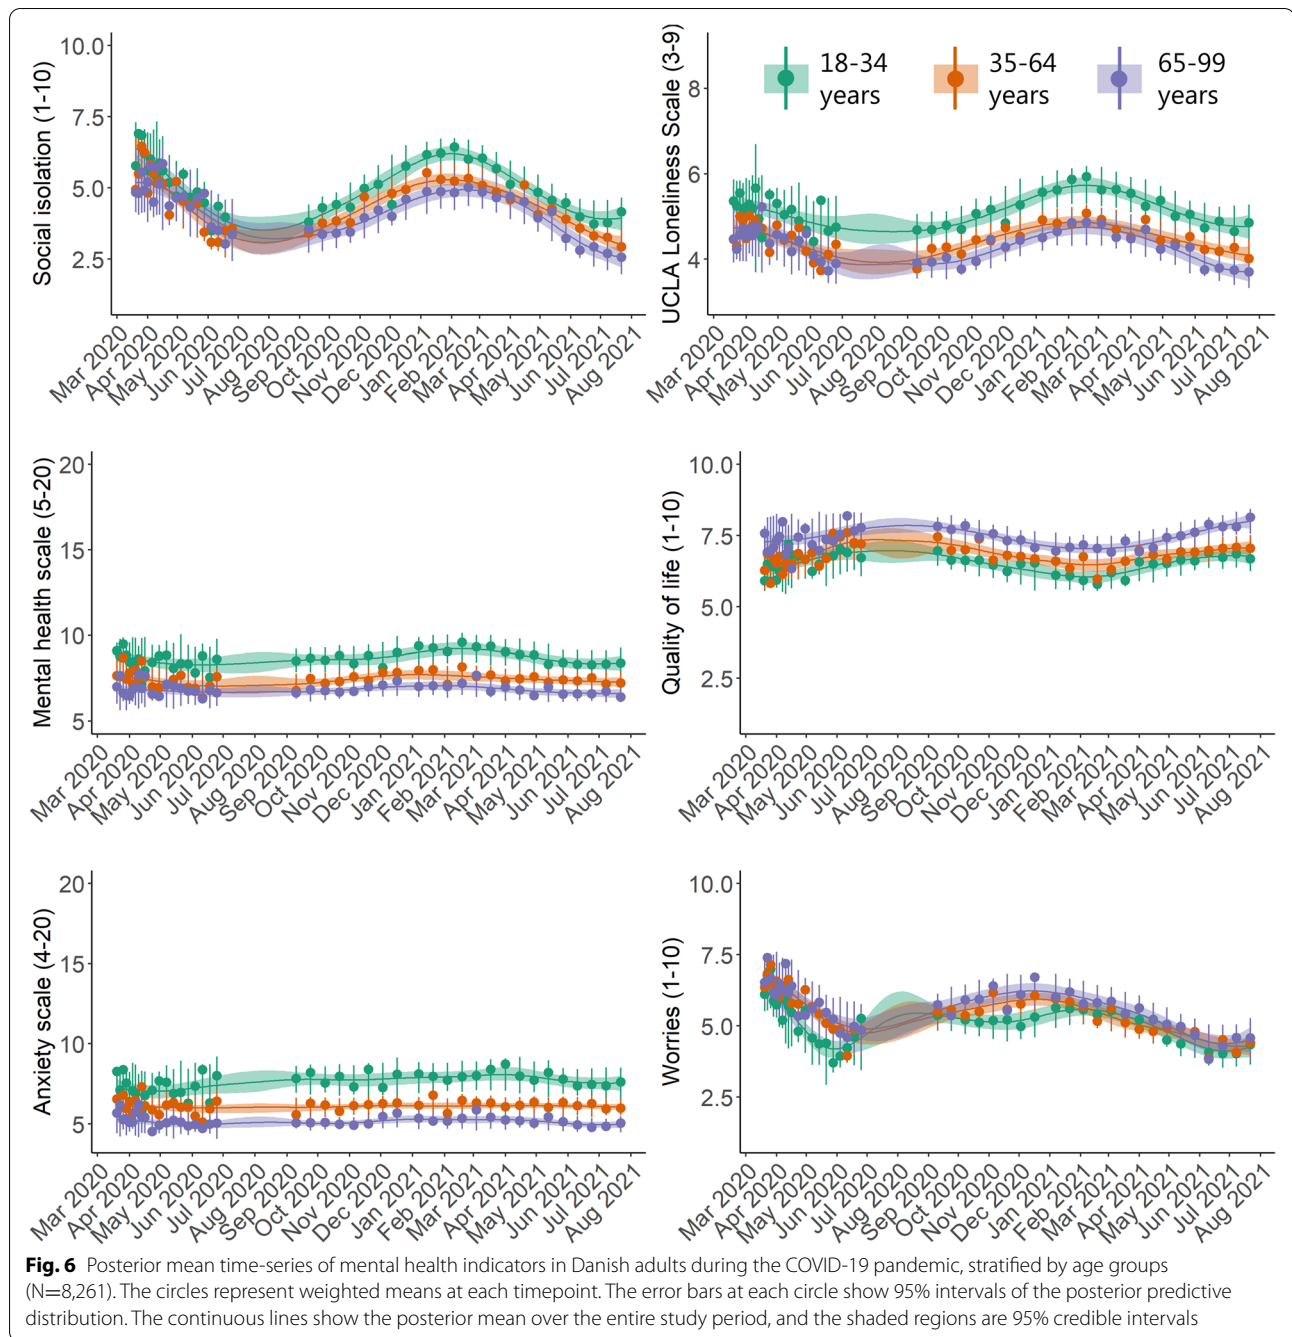 Social isolation (1-10)
10.0
7.5
5.0
2.5
Mar 2020
Apr 2020
May 2020
Jun 2020
Jul 2020
Aug 2020
Sep 2020
Oct 2020
Nov 2020
Dec 2020
Jan 2021
Feb 2021
Mar 2021
Apr 2021
May 2021
Jun 2021
Jul 2021
Aug 2021
UCLA Loneliness Scale (3-9)
8
6
4
18-34
years
35-64
years
65-99
years
Mar 2020
Apr 2020
May 2020
Jun 2020
Jul 2020
Aug 2020
Sep 2020
Oct 2020
Nov 2020
Dec 2020
Jan 2021
Feb 2021
Mar 2021
Apr 2021
May 2021
Jun 2021
Jul 2021
Aug 2021
Mental health scale (5-20)
20
15
10
5
Mar 2020
Apr 2020
May 2020
Jun 2020
Jul 2020
Aug 2020
Sep 2020
Oct 2020
Nov 2020
Dec 2020
Jan 2021
Feb 2021
Mar 2021
Apr 2021
May 2021
Jun 2021
Jul 2021
Aug 2021
Quality of life (1-10)
10.0
7.5
5.0
2.5
Mar 2020
Apr 2020
May 2020
Jun 2020
Jul 2020
Aug 2020
Sep 2020
Oct 2020
Nov 2020
Dec 2020
Jan 2021
Feb 2021
Mar 2021
Apr 2021
May 2021
Jun 2021
Jul 2021
Aug 2021
Anxiety scale (4-20)
20
15
10
5
Mar 2020
Apr 2020
May 2020
Jun 2020
Jul 2020
Aug 2020
Sep 2020
Oct 2020
Nov 2020
Dec 2020
Jan 2021
Feb 2021
Mar 2021
Apr 2021
May 2021
Jun 2021
Jul 2021
Aug 2021
Worries (1-10)
10.0
7.5
5.0
2.5
Mar 2020
Apr 2020
May 2020
Jun 2020
Jul 2020
Aug 2020
Sep 2020
Oct 2020
Nov 2020
Dec 2020
Jan 2021
Feb 2021
Mar 2021
Apr 2021
May 2021
Jun 2021
Jul 2021
Aug 2021
Fig. 6 Posterior mean time-series of mental health indicators in Danish adults during the COVID-19 pandemic, stratified by age groups
(N=8,261). The circles represent weighted means at each timepoint. The error bars at each circle show 95% intervals of the posterior predictive
distribution. The continuous lines show the posterior mean over the entire study period, and the shaded regions are 95% credible intervals